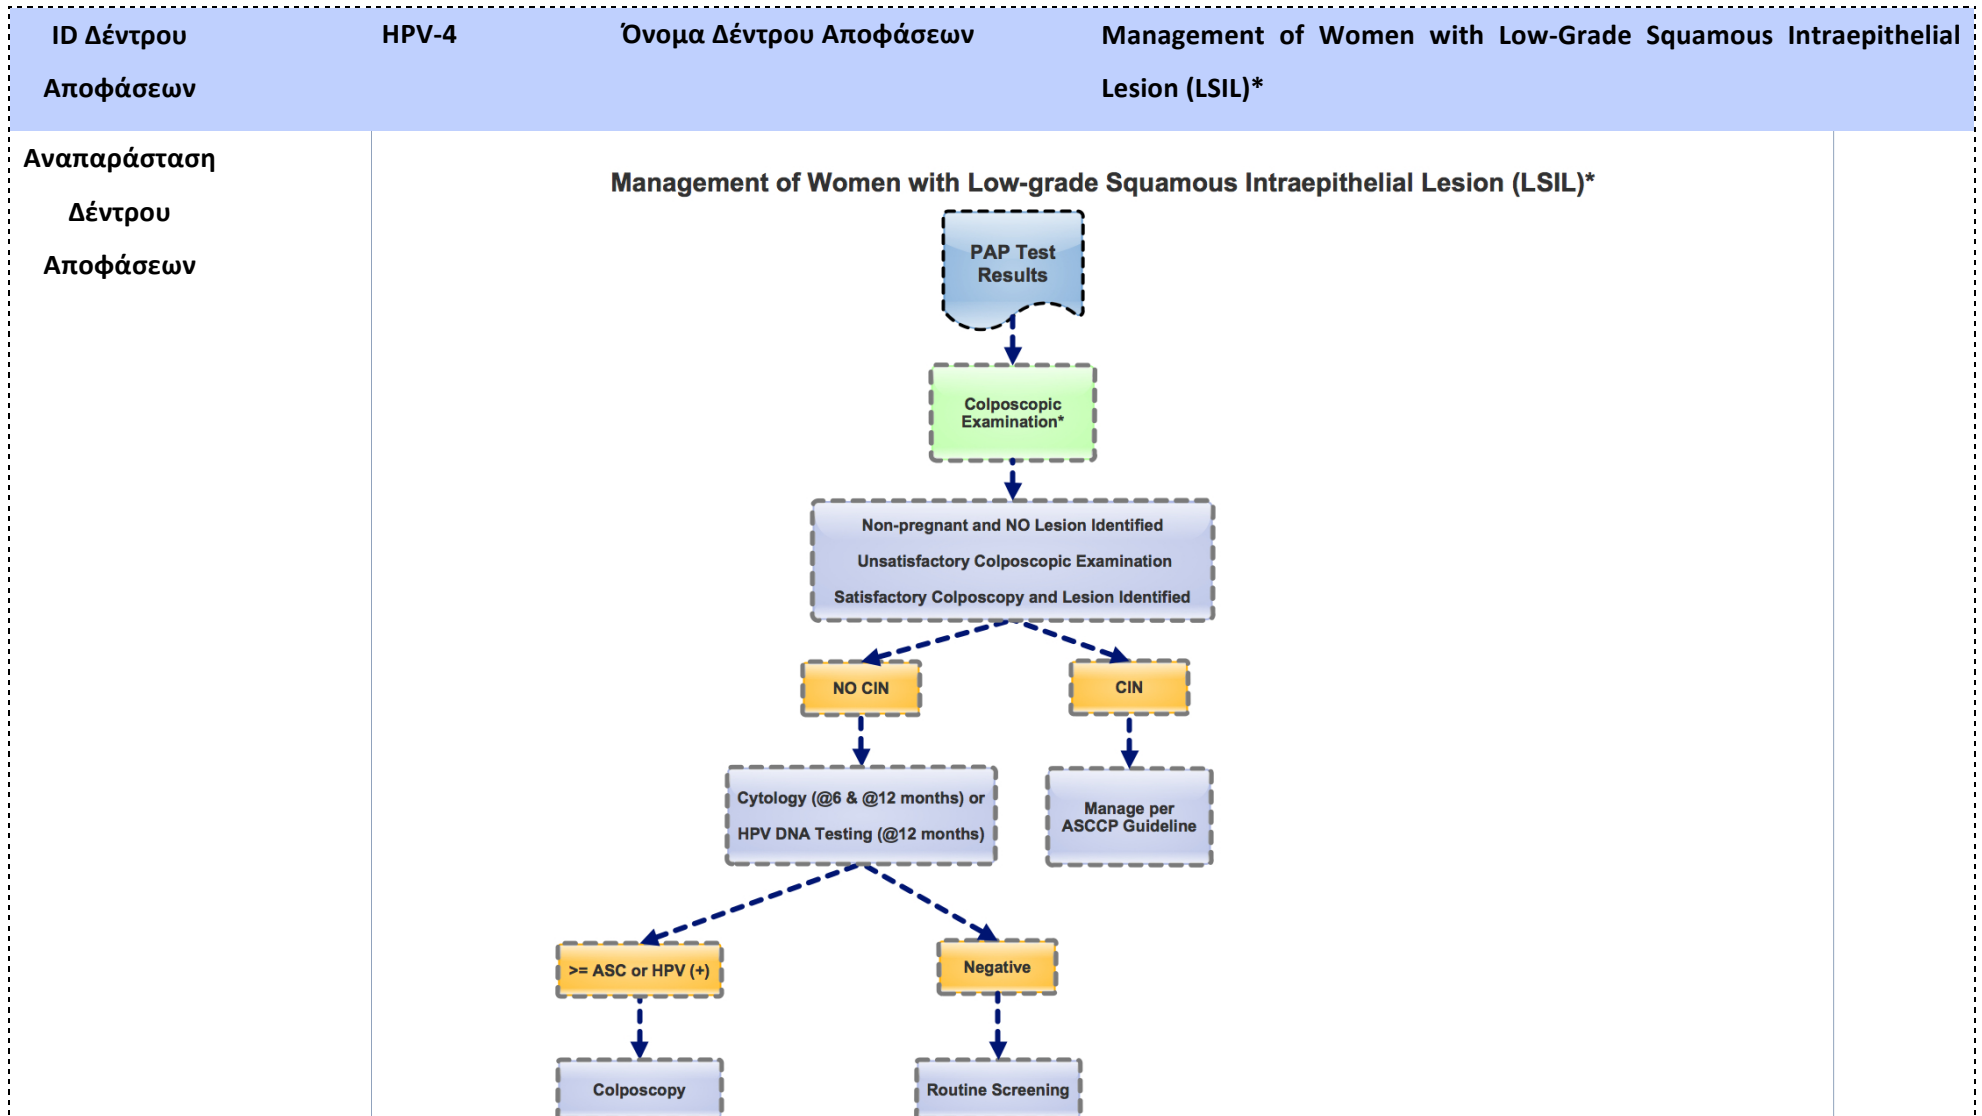 ID Δέντρου
Αποφάσεων
HPV-4
Όνομα Δέντρου Αποφάσεων
Management of Women with Low-Grade Squamous Intraepithelial
Lesion (LSIL)*
Αναπαράσταση
Δέντρου
Αποφάσεων
Management of Women with Low-grade Squamous Intraepithelial Lesion (LSIL)*
PAP Test
Results
Colposcopic
Examination*
Non-pregnant and NO Lesion Identified
Unsatisfactory Colposcopic Examination
Satisfactory Colposcopy and Lesion Identified
NO CIN
CIN
Cytology (@6 & @12 months) or
HPV DNA Testing (@12 months)
Manage per
ASCCP Guideline
>= ASC or HPV (+)
Negative
Colposcopy
Routine Screening